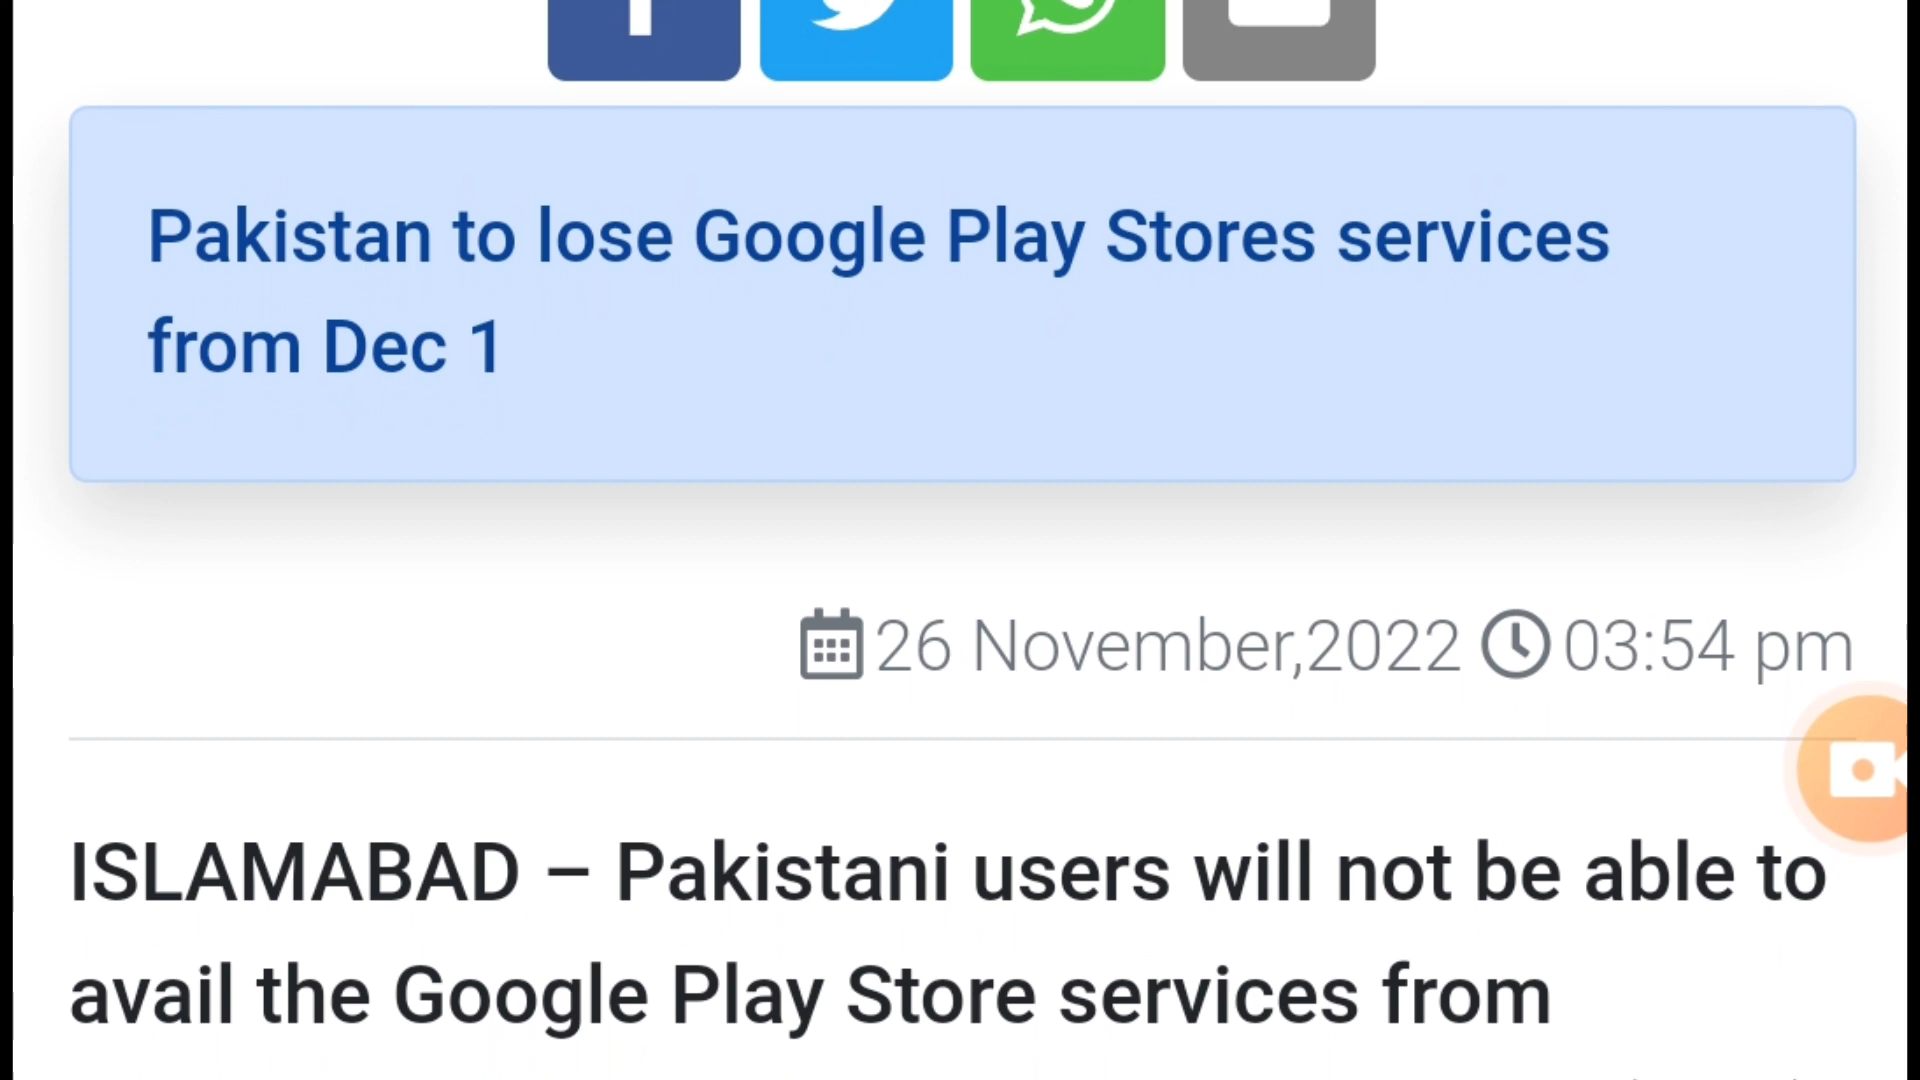 Pakistan to lose Google Play Stores services
from Dec 1
26 November,2022 03:54 pm
ISLAMABAD – Pakistani users will not be able to
avail the Google Play Store services from